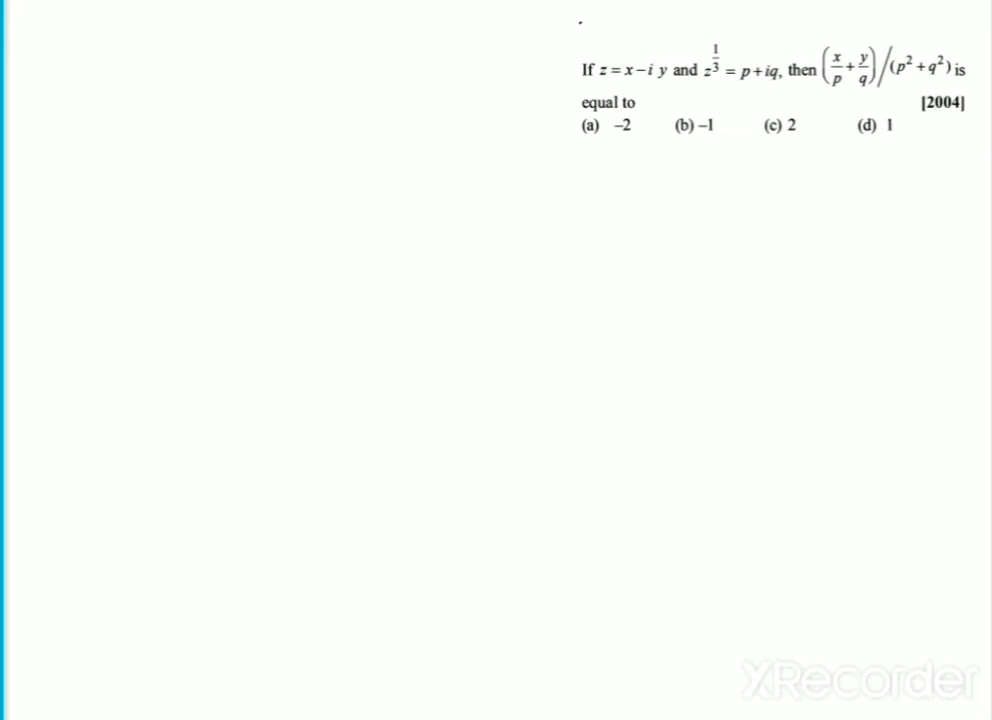 If z = x – i y and z^{1/3} = p + iq, then (x/p + y/q) / (p² + q²) is
equal to [2004]
(a) –2 (b) –1 (c) 2 (d) 1
XRecorder